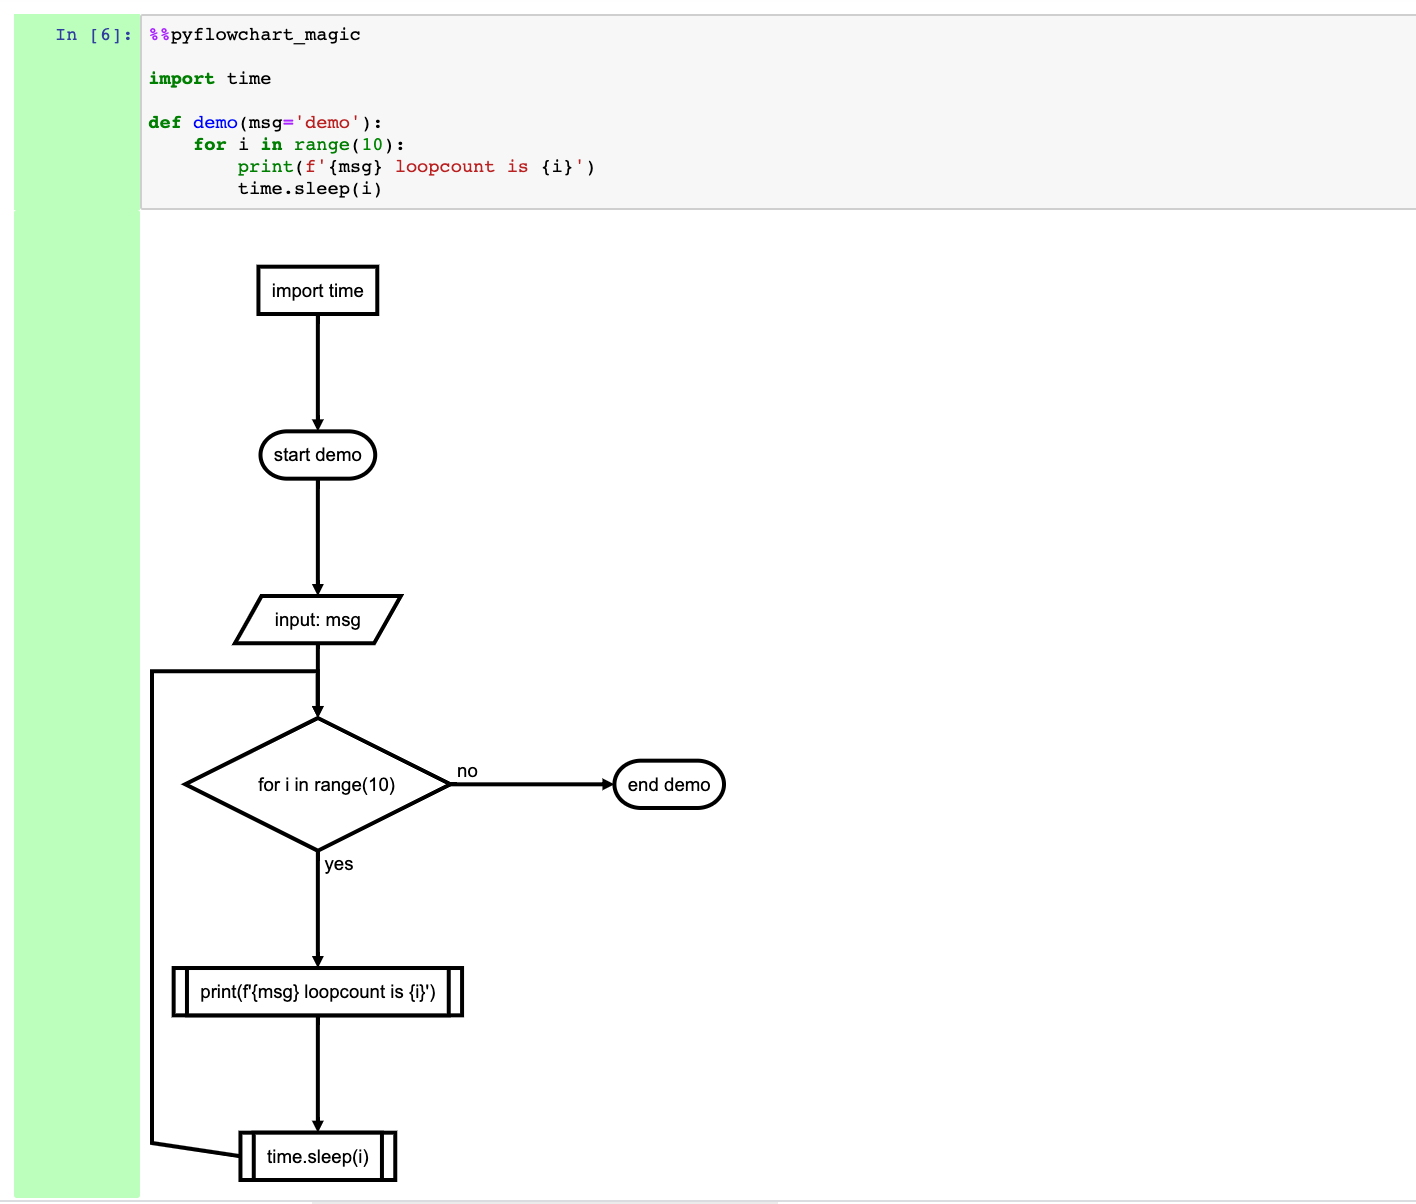 In [6]: %%pyflowchart_magic
import time
def demo(msg='demo'):
    for i in range(10):
        print(f'{msg} loopcount is {i}')
        time.sleep(i)
import time
start demo
input: msg
for i in range(10)
no
end demo
yes
print(f'{msg} loopcount is {i}')
time.sleep(i)